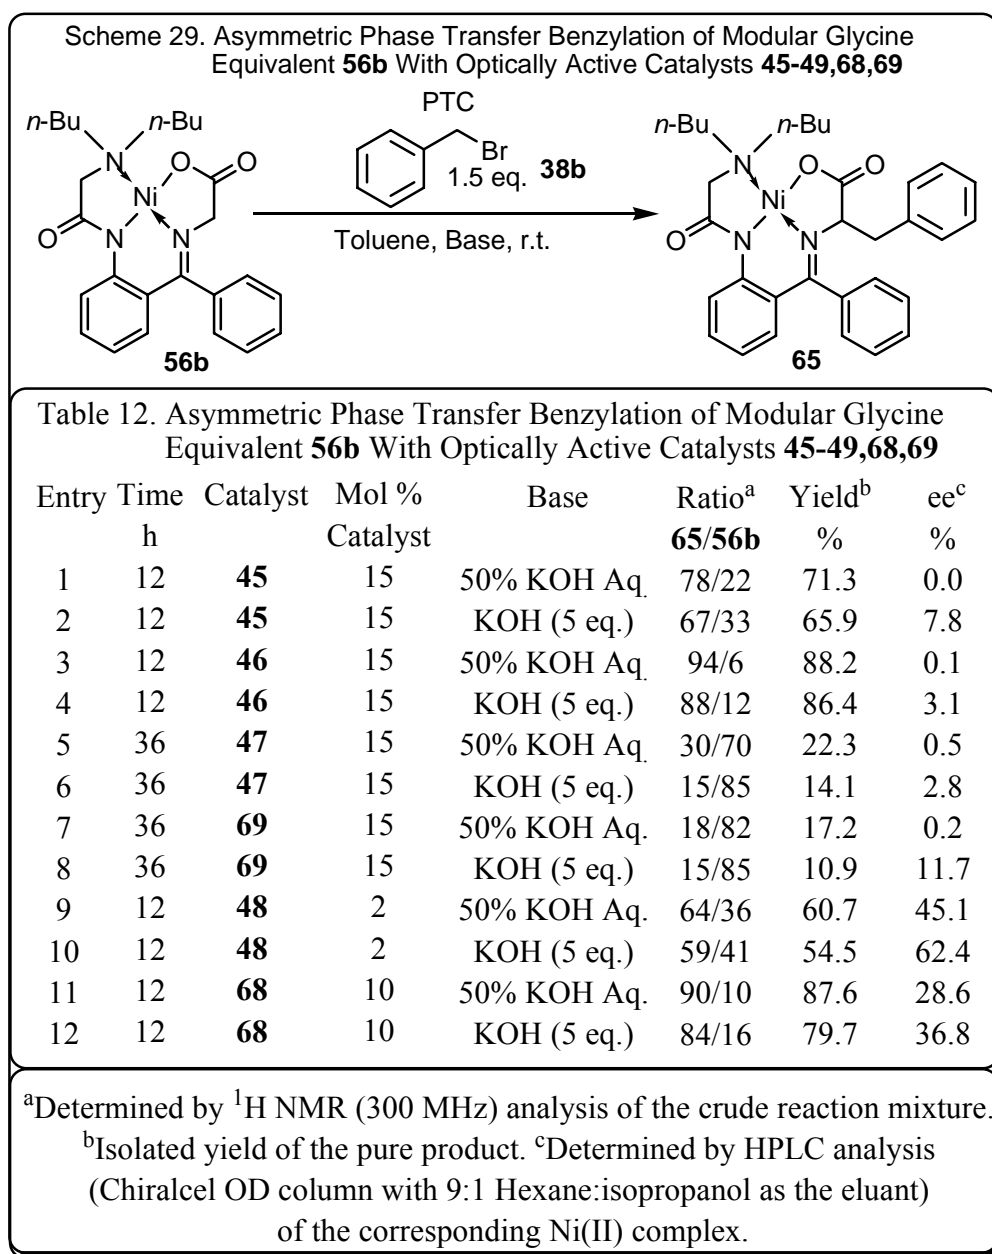 Scheme 29. Asymmetric Phase Transfer Benzylation of Modular Glycine
Equivalent 56b With Optically Active Catalysts 45-49,68,69
n-Bu n-Bu
N O O
Ni
O N N
56b
PTC
Br
1.5 eq. 38b
Toluene, Base, r.t.
n-Bu n-Bu
N O O
Ni
O N N
65
Table 12. Asymmetric Phase Transfer Benzylation of Modular Glycine
Equivalent 56b With Optically Active Catalysts 45-49,68,69
Entry Time Catalyst Mol % Base Ratioᵃ Yieldᵇ eeᶜ
h Catalyst 65/56b % %
1 12 45 15 50% KOH Aq. 78/22 71.3 0.0
2 12 45 15 KOH (5 eq.) 67/33 65.9 7.8
3 12 46 15 50% KOH Aq. 94/6 88.2 0.1
4 12 46 15 KOH (5 eq.) 88/12 86.4 3.1
5 36 47 15 50% KOH Aq. 30/70 22.3 0.5
6 36 47 15 KOH (5 eq.) 15/85 14.1 2.8
7 36 69 15 50% KOH Aq. 18/82 17.2 0.2
8 36 69 15 KOH (5 eq.) 15/85 10.9 11.7
9 12 48 2 50% KOH Aq. 64/36 60.7 45.1
10 12 48 2 KOH (5 eq.) 59/41 54.5 62.4
11 12 68 10 50% KOH Aq. 90/10 87.6 28.6
12 12 68 10 KOH (5 eq.) 84/16 79.7 36.8
ᵃDetermined by ¹H NMR (300 MHz) analysis of the crude reaction mixture.
ᵇIsolated yield of the pure product. ᶜDetermined by HPLC analysis
(Chiralcel OD column with 9:1 Hexane:isopropanol as the eluant)
of the corresponding Ni(II) complex.